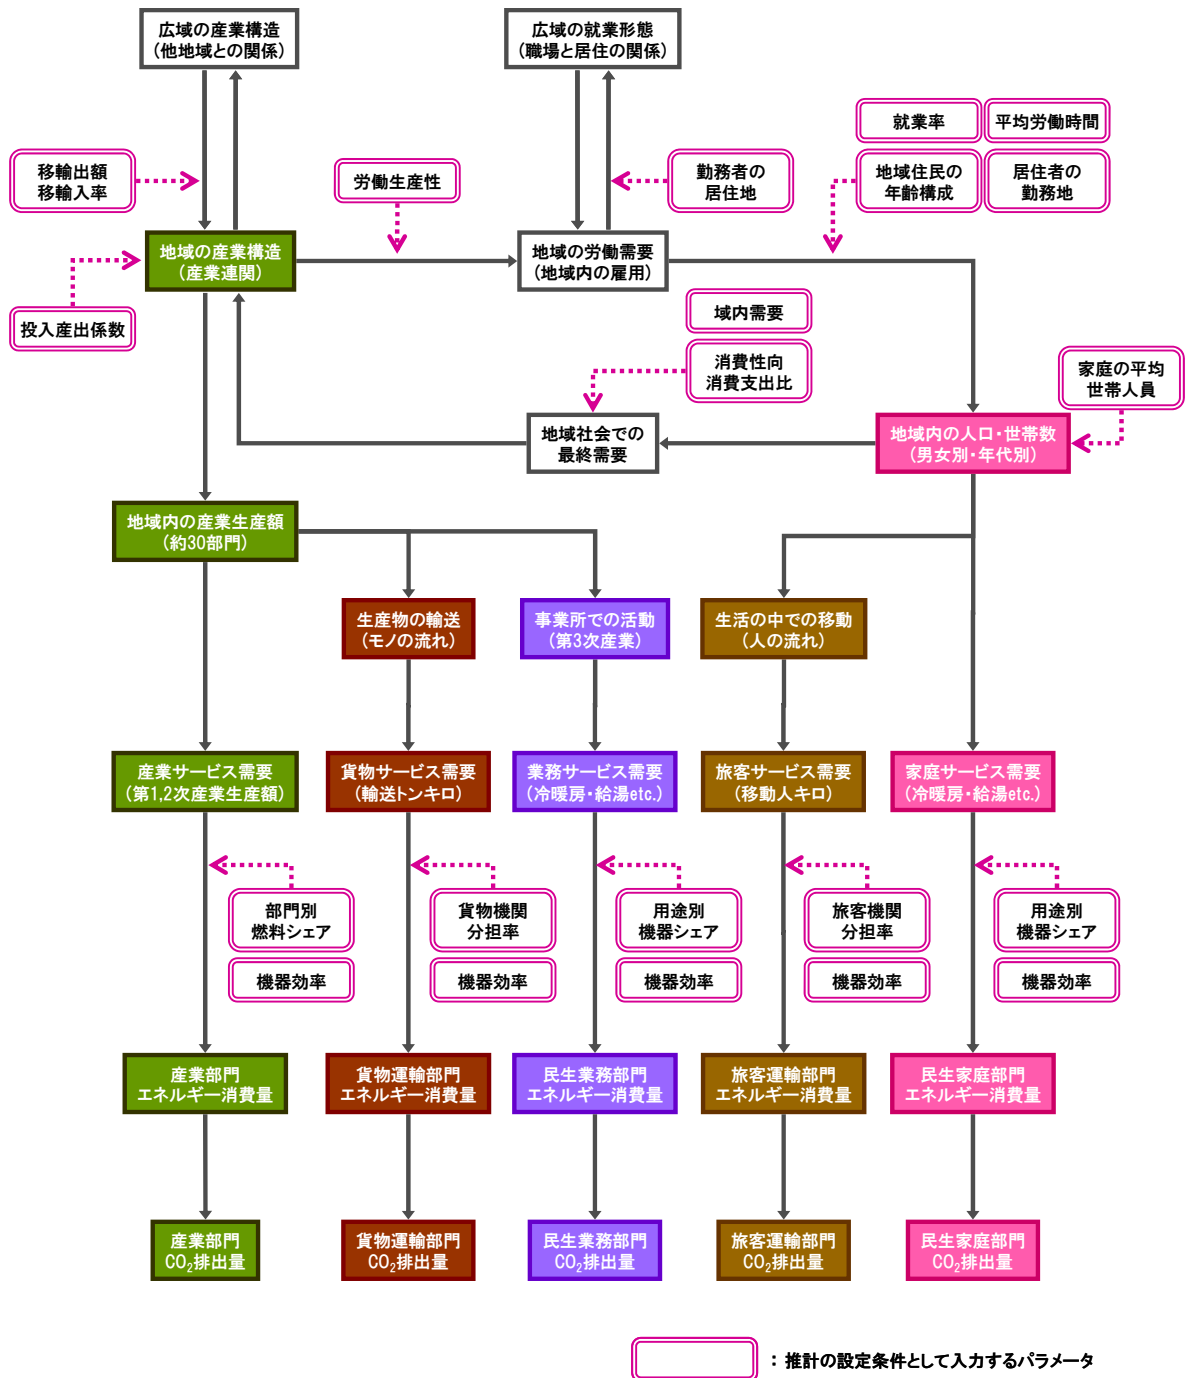 広域の産業構造
(他地域との関係)
広域の就業形態
(職場と居住の関係)
就業率
平均労働時間
移輸出額
移輸入率
労働生産性
勤務者の
居住地
地域住民の
年齢構成
居住者の
勤務地
地域の産業構造
(産業連関)
地域の労働需要
(地域内の雇用)
投入産出係数
域内需要
消費性向
消費支出比
家庭の平均
世帯人員
地域社会での
最終需要
地域内の人口・世帯数
(男女別・年代別)
地域内の産業生産額
(約30部門)
生産物の輸送
(モノの流れ)
事業所での活動
(第3次産業)
生活の中での移動
(人の流れ)
産業サービス需要
(第1,2次産業生産額)
貨物サービス需要
(輸送トンキロ)
業務サービス需要
(冷暖房・給湯etc.)
旅客サービス需要
(移動人キロ)
家庭サービス需要
(冷暖房・給湯etc.)
部門別
燃料シェア
貨物機関
分担率
用途別
機器シェア
旅客機関
分担率
用途別
機器シェア
機器効率
機器効率
機器効率
機器効率
機器効率
産業部門
エネルギー消費量
貨物運輸部門
エネルギー消費量
民生業務部門
エネルギー消費量
旅客運輸部門
エネルギー消費量
民生家庭部門
エネルギー消費量
産業部門
CO₂排出量
貨物運輸部門
CO₂排出量
民生業務部門
CO₂排出量
旅客運輸部門
CO₂排出量
民生家庭部門
CO₂排出量
：推計の設定条件として入力するパラメータ